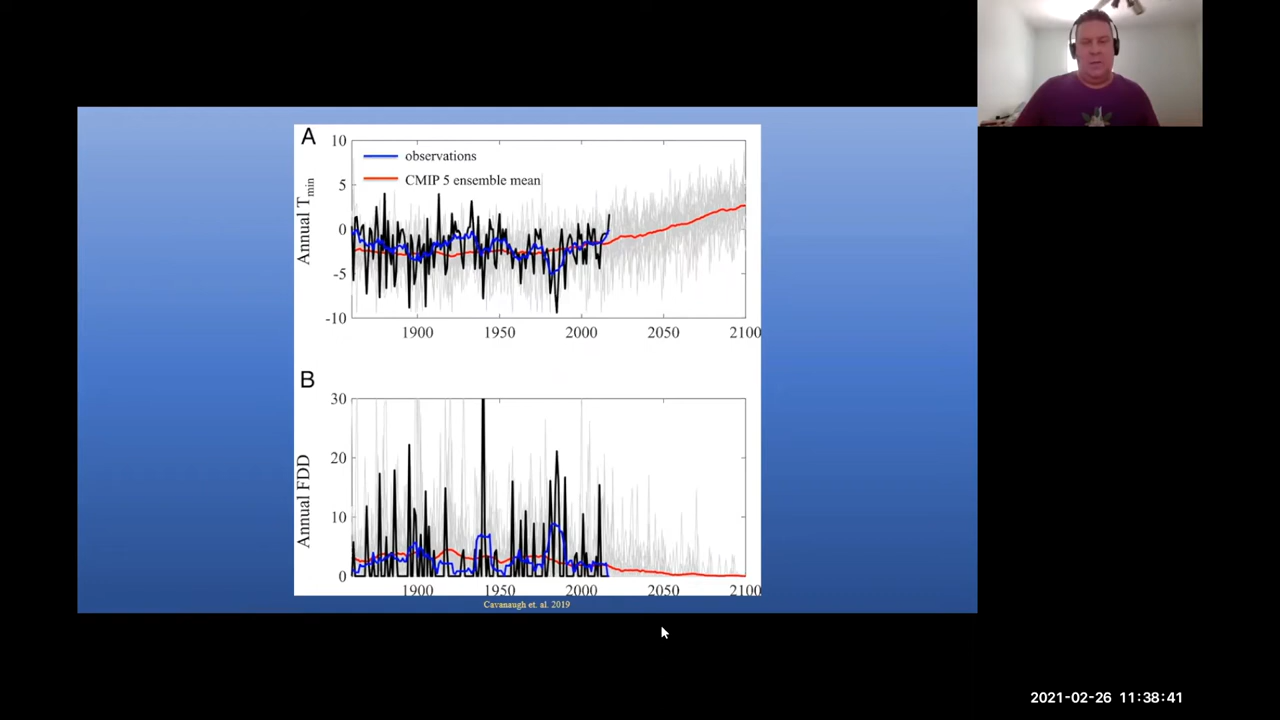 A
10
observations
CMIP 5 ensemble mean
5
0
-5
-10
Annual Tmin
1900 1950 2000 2050 2100
B
30
20
10
0
Annual FDD
1900 1950 2000 2050 2100
Cavanaugh et. al. 2019
2021-02-26 11:38:41